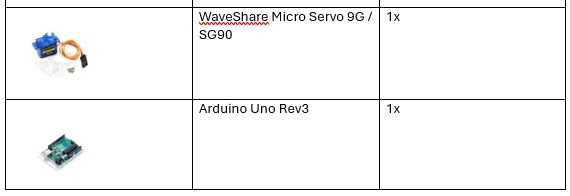 WaveShare Micro Servo 9G /
SG90
1x
Arduino Uno Rev3
1x